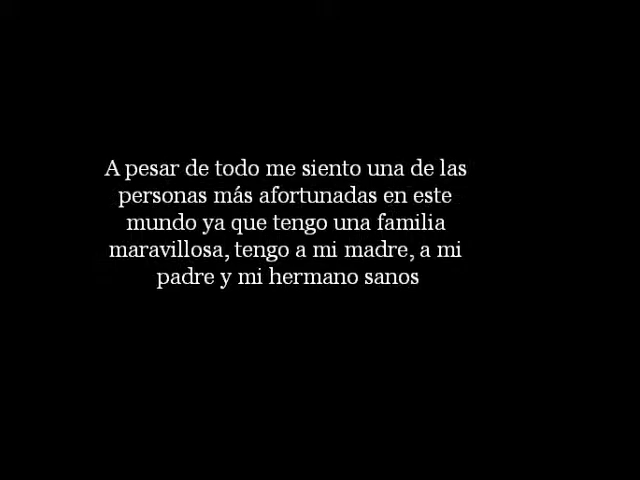 A pesar de todo me siento una de las
personas más afortunadas en este
mundo ya que tengo una familia
maravillosa, tengo a mi madre, a mi
padre y mi hermano sanos